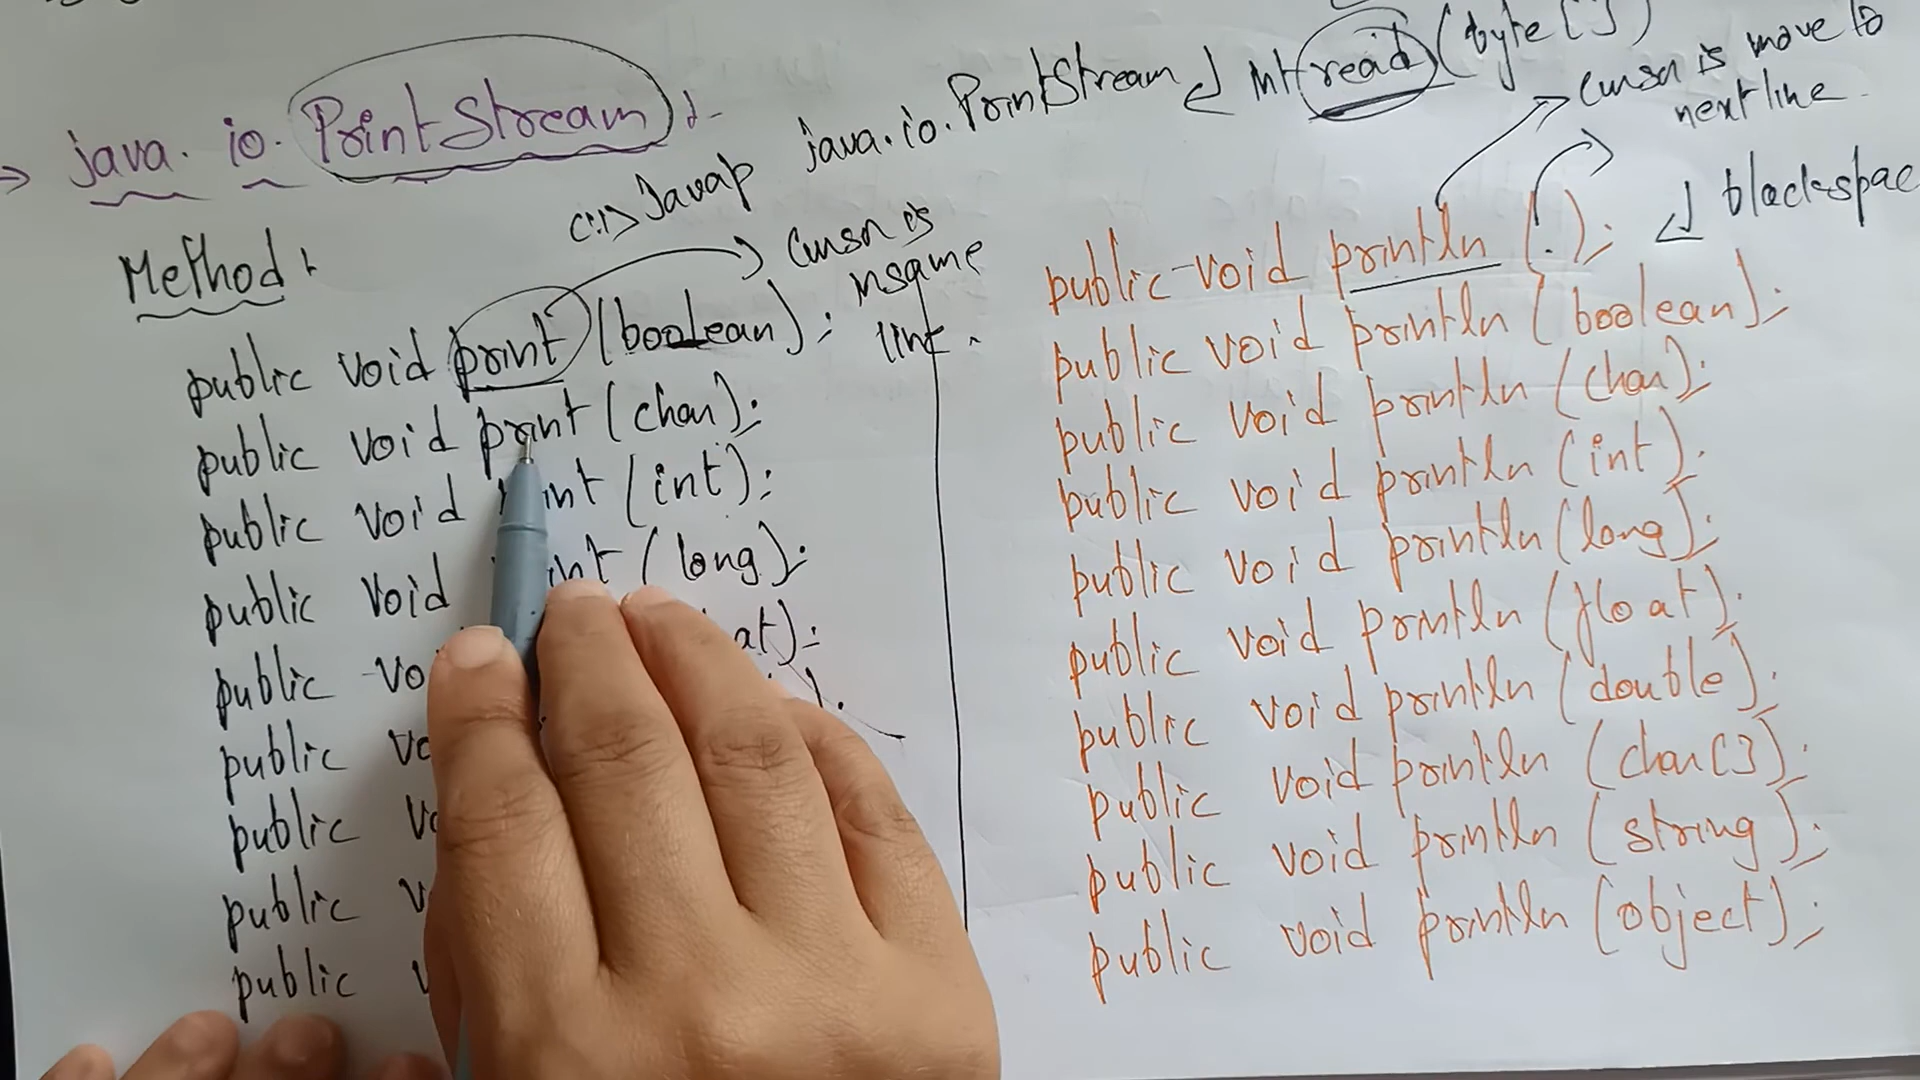 → java. io. PrintStream :-
c:\> Javap java.io.PrintStream ↲
int read (byte[])
Method:
cursor is in same line.
public void print (boolean);
public void print (char);
public void print (int);
public void print (long);
public void
public
public
public
public
cursor is move to next line.
↲ blackspac
public void println (.);
public void println (boolean);
public void println (char);
public void println (int);
public void println (long);
public void println (float);
public void println (double);
public void println (char[]);
public void println (string);
public void println (object);